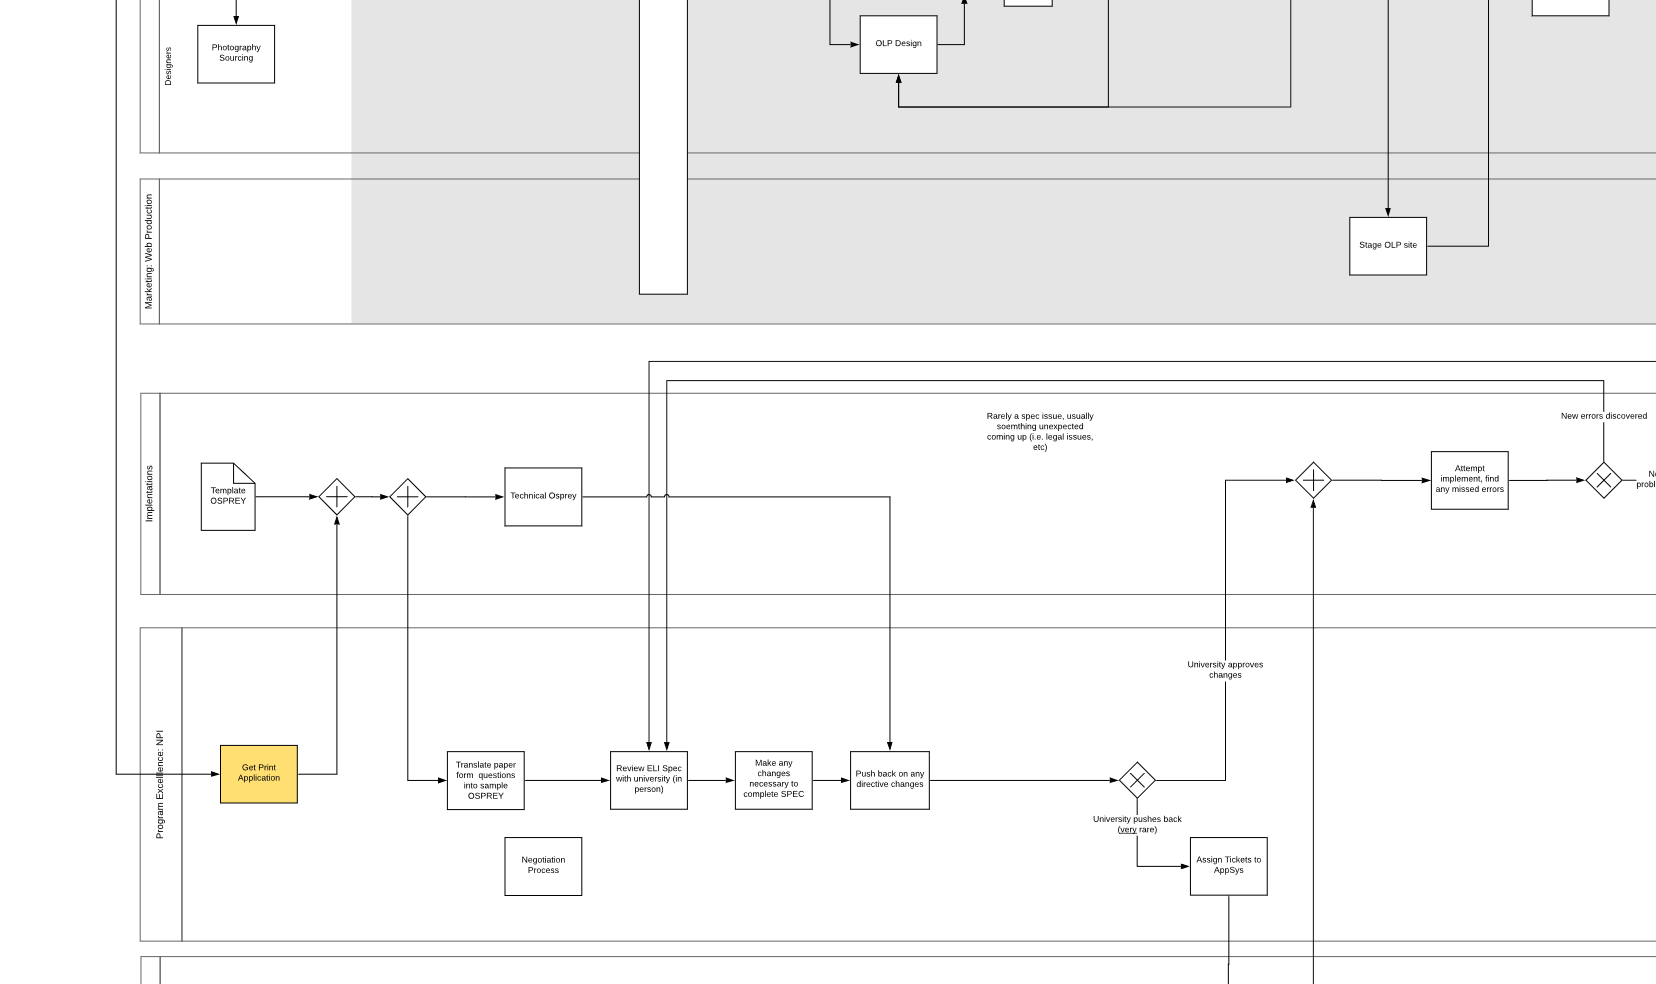 Photography
Sourcing
Designers
OLP Design
Marketing: Web Production
Stage OLP site
Implentations
Template
OSPREY
Technical Osprey
Rarely a spec issue, usually
soemthing unexpected
coming up (i.e. legal issues,
etc)
Attempt
implement, find
any missed errors
New errors discovered
Program Excelllence: NPI
Get Print
Application
Translate paper
form questions
into sample
OSPREY
Review ELI Spec
with university (in
person)
Make any
changes
necessary to
complete SPEC
Push back on any
directive changes
University approves
changes
University pushes back
(very rare)
Assign Tickets to
AppSys
Negotiation
Process